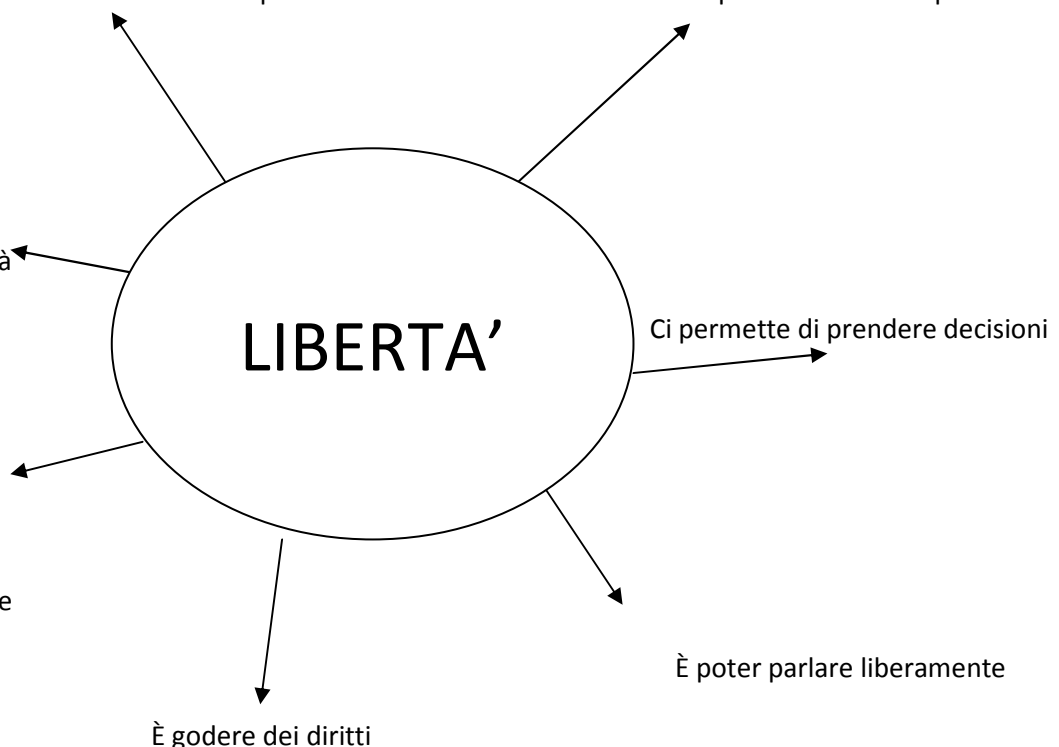 à
LIBERTA’
Ci permette di prendere decisioni
e
È poter parlare liberamente
È godere dei diritti